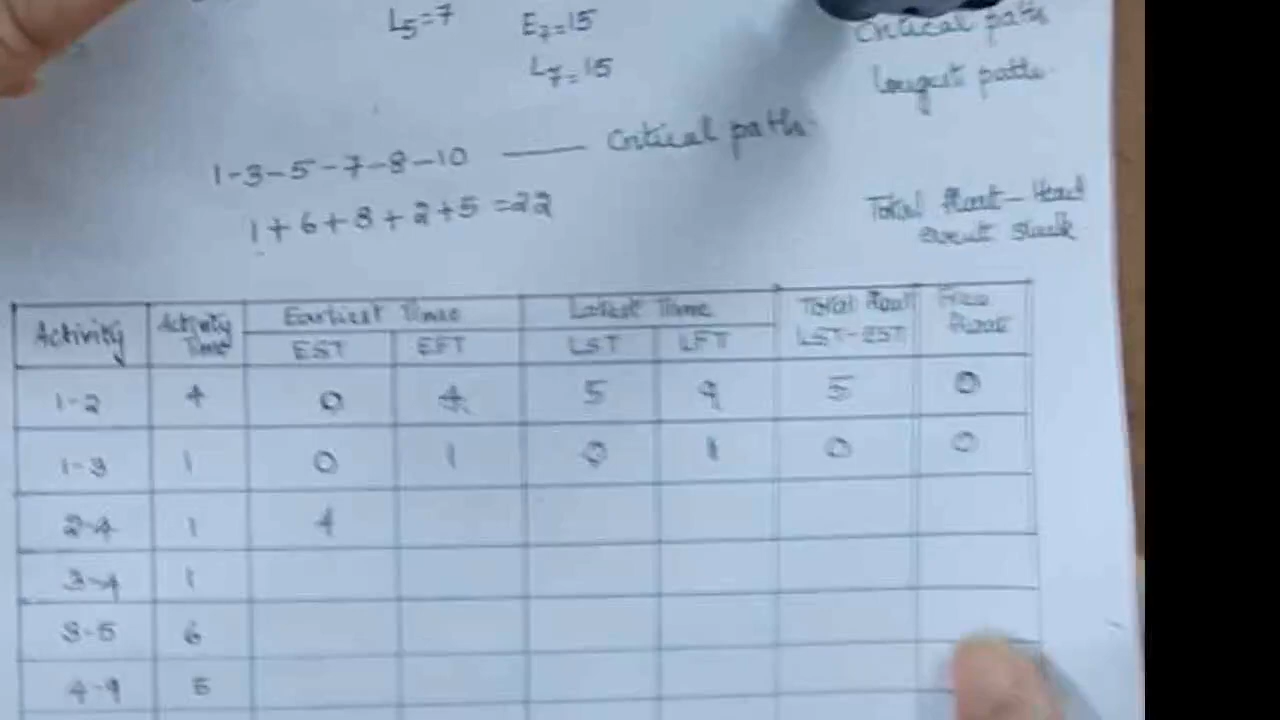 L5=7 E7=15 Critical path
L7=15 longest path
1-3-5-7-8-10 —— Critical path.
1+6+8+2+5=22
Total float - Head event slack
Activity Activity Time Earliest Time Latest Time Total float LST-EST Free float
EST EFT LST LFT
1-2 4 0 4 5 9 5 0
1-3 1 0 1 0 1 0 0
2-4 1 4
3-4 1
3-5 6
4-9 5